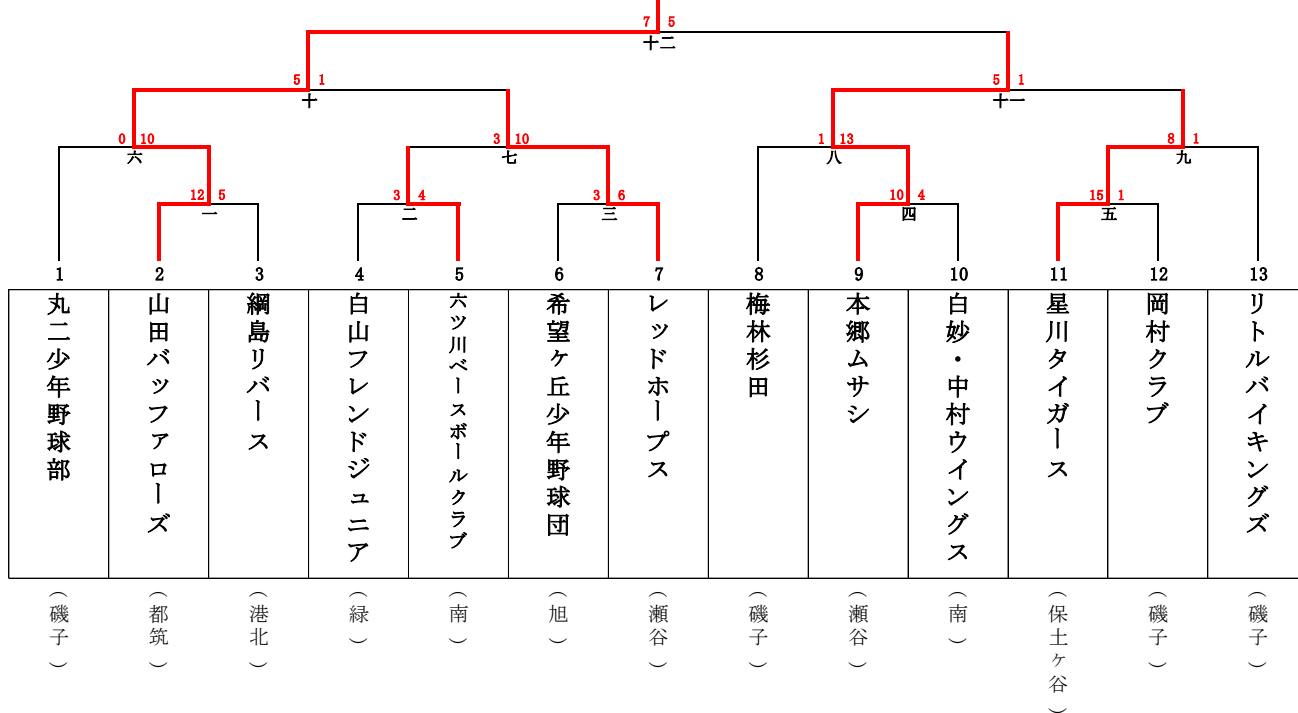 7 5
十二
5 1
十
5 1
十一
0 10
六
3 10
七
1 13
八
8 1
九
12 5
一
3 4
二
3 6
三
10 4
四
15 1
五
1
2
3
4
5
6
7
8
9
10
11
12
13
丸二少年野球部
山田バッファローズ
綱島リバース
白山フレンドジュニア
六ツ川ベースボールクラブ
希望ヶ丘少年野球団
レッドホープス
梅林杉田
本郷ムサシ
白妙・中村ウイングス
星川タイガース
岡村クラブ
リトルバイキングズ
（磯子）
（都筑）
（港北）
（緑）
（南）
（旭）
（瀬谷）
（磯子）
（瀬谷）
（南）
（保土ヶ谷）
（磯子）
（磯子）